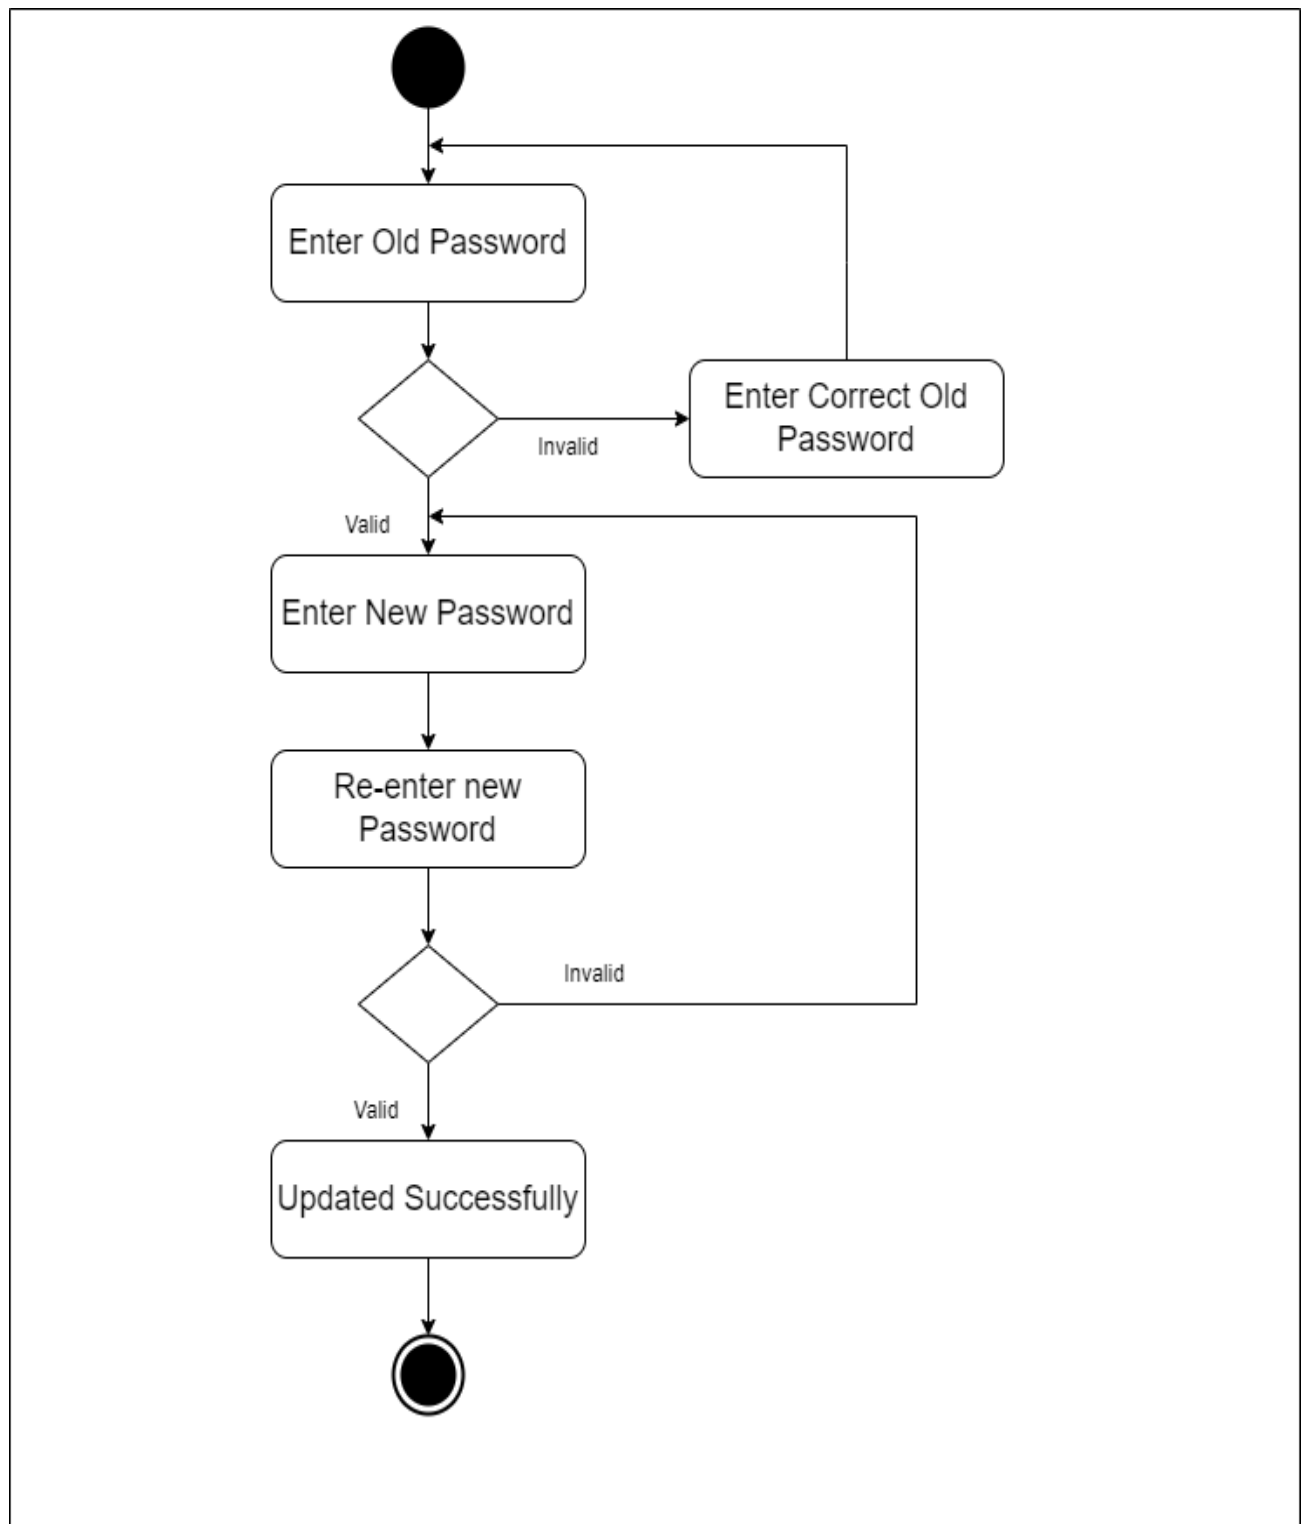 Enter Old Password
Enter Correct Old
Password
Invalid
Valid
Enter New Password
Re-enter new
Password
Invalid
Valid
Updated Successfully